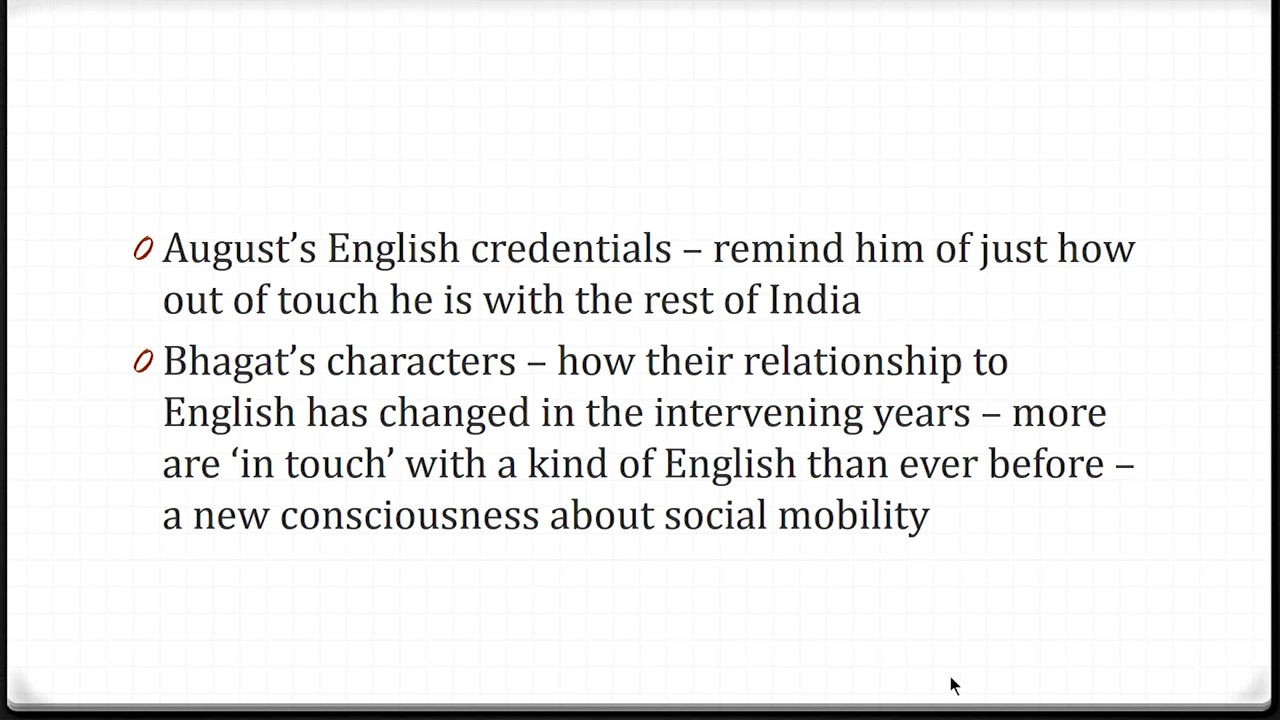 August’s English credentials – remind him of just how
out of touch he is with the rest of India
Bhagat’s characters – how their relationship to
English has changed in the intervening years – more
are ‘in touch’ with a kind of English than ever before –
a new consciousness about social mobility